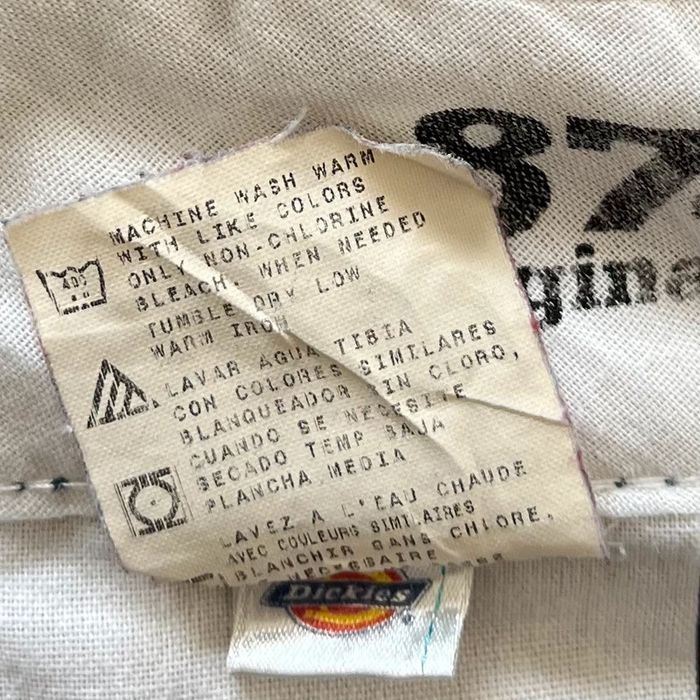 87
gina
MACHINE WASH WARM
WITH LIKE COLORS
ONLY NON-CHLORINE
BLEACH, WHEN NEEDED
TUMBLE DRY LOW
WARM IRON
40°
LAVAR AGUA TIBIA
CON COLORES SIMILARES
BLANQUEADOR SIN CLORO,
CUANDO SE NECESITE
SECADO TEMP BAJA
PLANCHA MEDIA
LAVEZ A L'EAU CHAUDE
AVEC COULEURS SIMILAIRES
BLANCHIR SANS CHLORE,
NECESSAIRE
Dickies
®